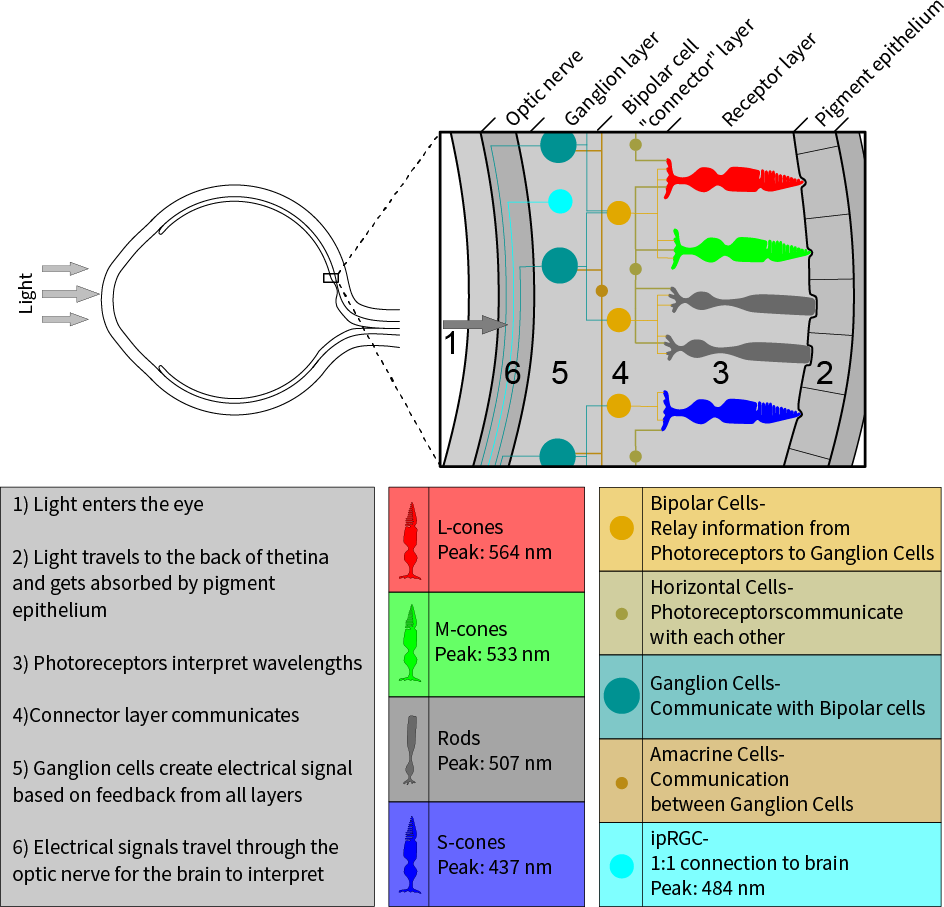 Optic nerve
Ganglion layer
Bipolar cell
"connector" layer
Receptor layer
Pigment epithelium
Light
1
6
5
4
3
2
1) Light enters the eye
2) Light travels to the back of thetina
and gets absorbed by pigment
epithelium
3) Photoreceptors interpret wavelengths
4)Connector layer communicates
5) Ganglion cells create electrical signal
based on feedback from all layers
6) Electrical signals travel through the
optic nerve for the brain to interpret
L-cones
Peak: 564 nm
M-cones
Peak: 533 nm
Rods
Peak: 507 nm
S-cones
Peak: 437 nm
Bipolar Cells-
Relay information from
Photoreceptors to Ganglion Cells
Horizontal Cells-
Photoreceptorscommunicate
with each other
Ganglion Cells-
Communicate with Bipolar cells
Amacrine Cells-
Communication
between Ganglion Cells
ipRGC-
1:1 connection to brain
Peak: 484 nm